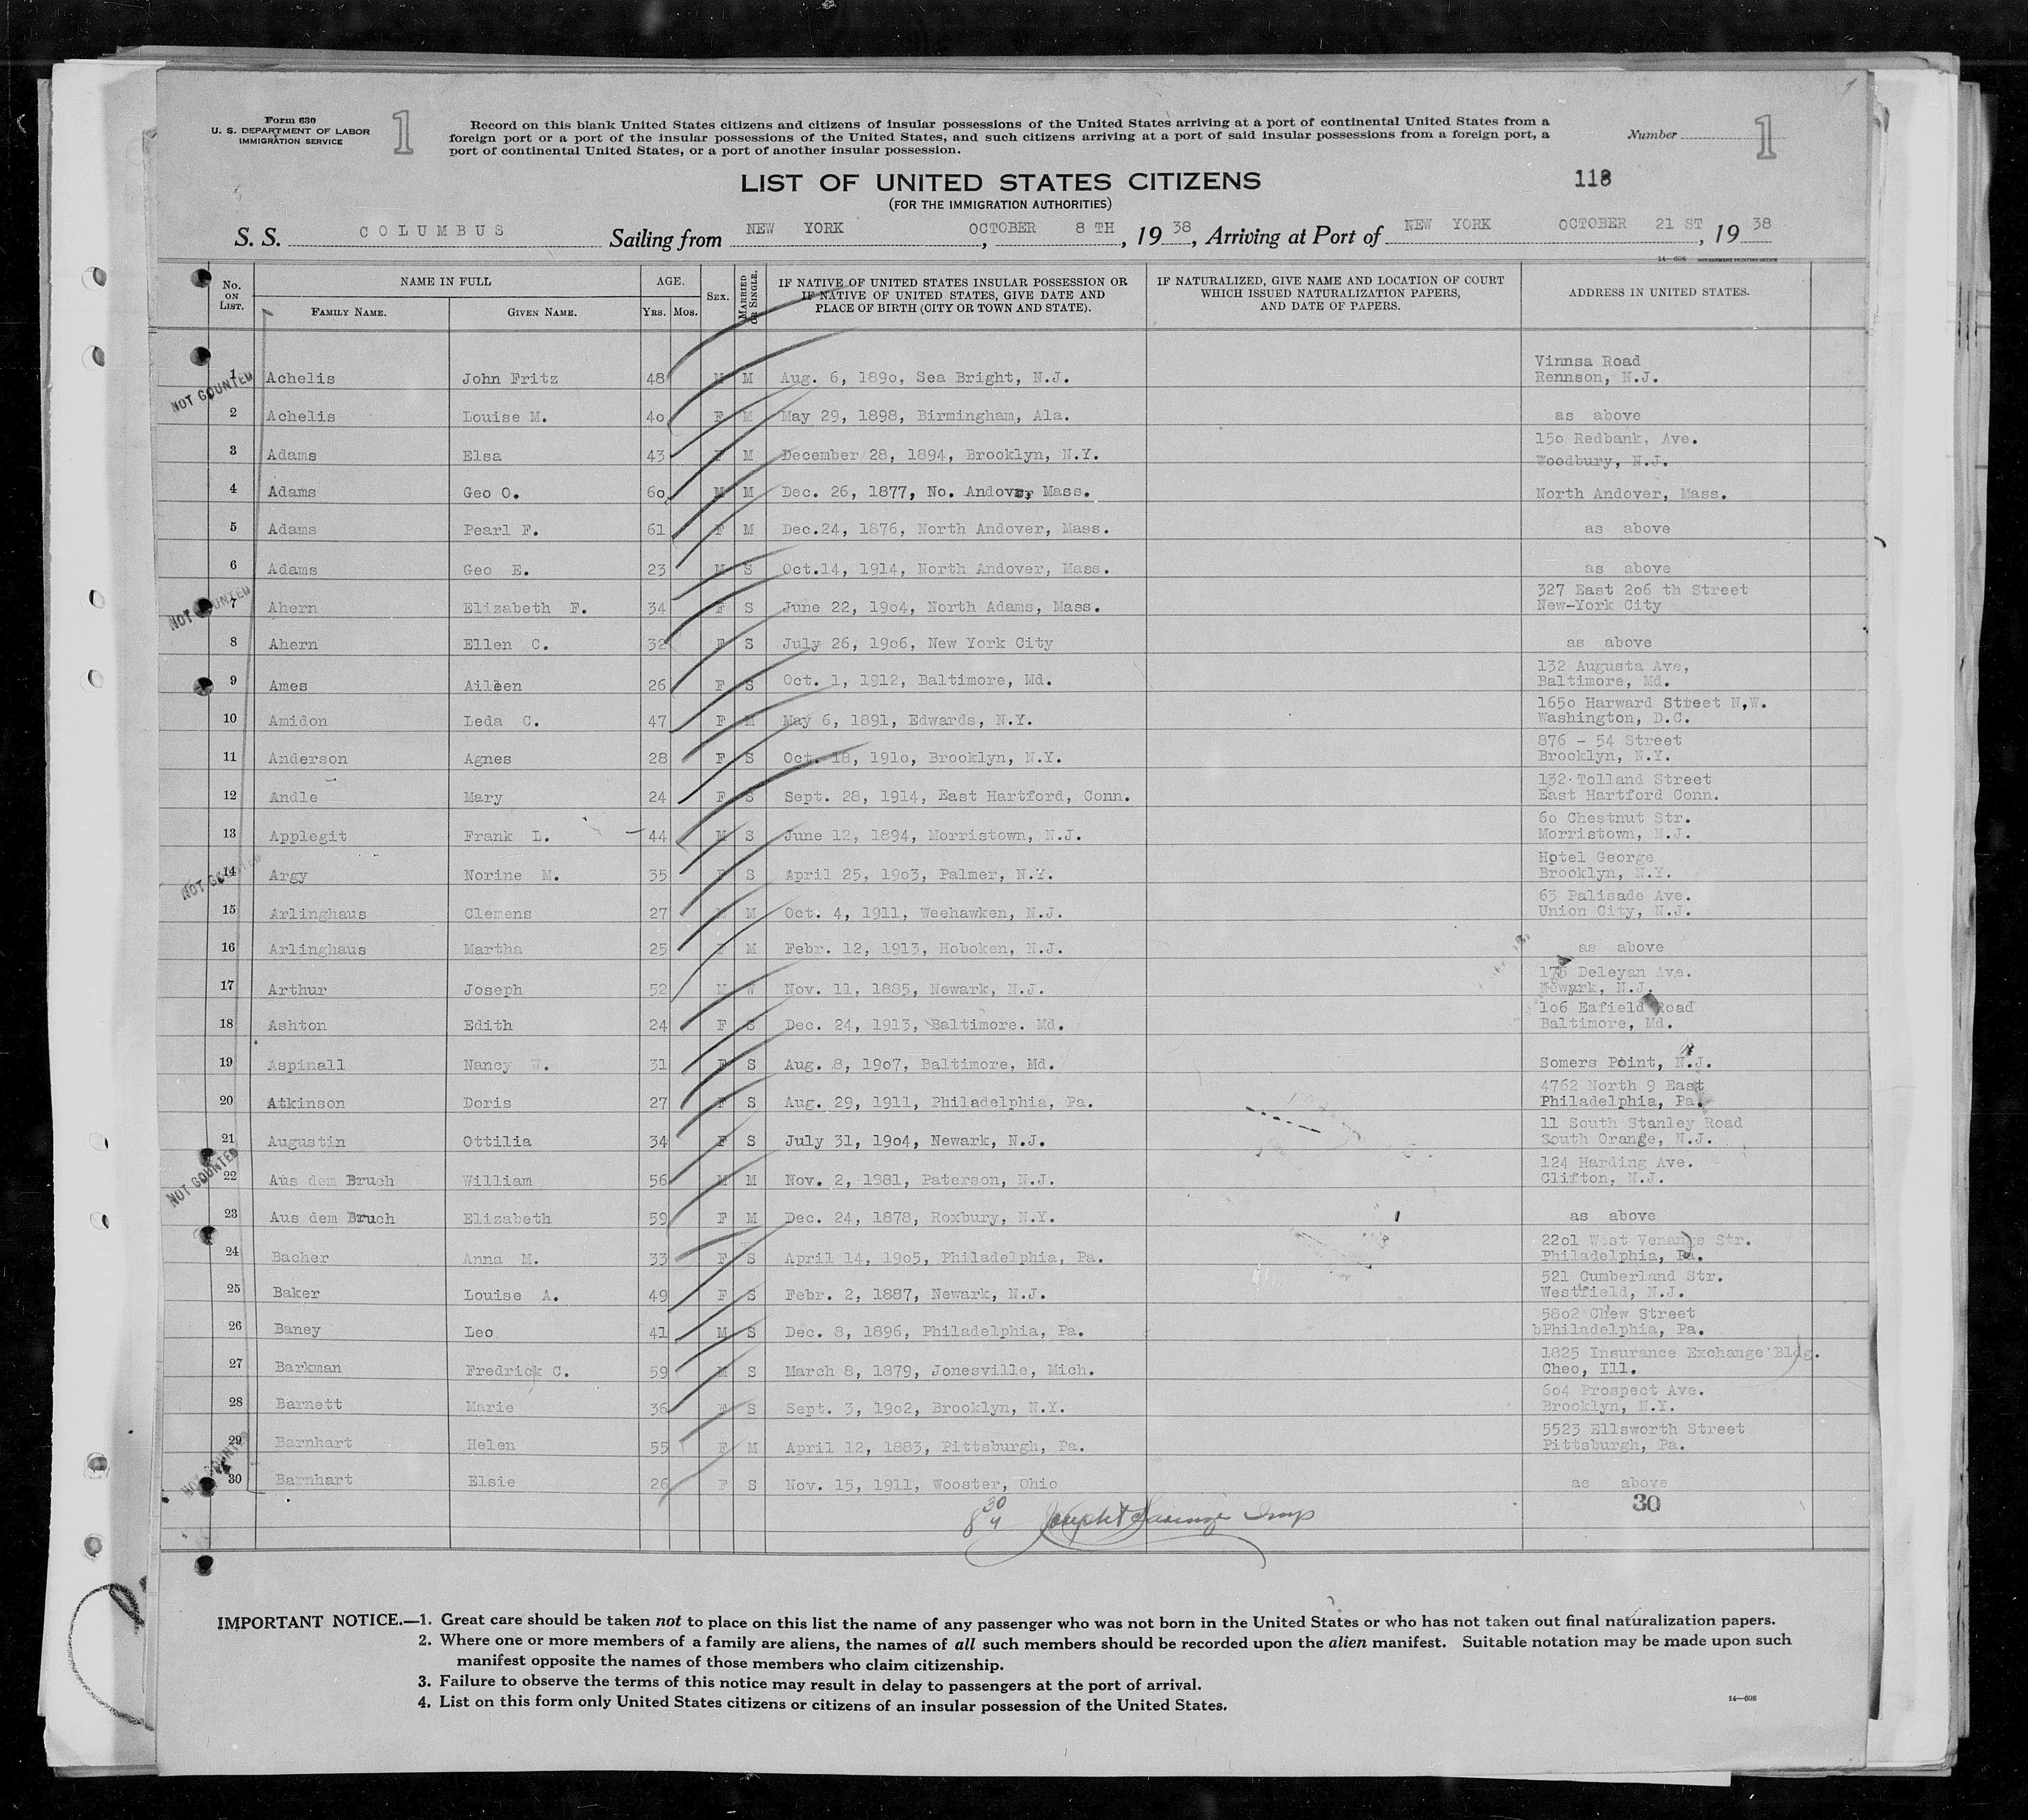 Form 630
U. S. DEPARTMENT OF LABOR
IMMIGRATION SERVICE
1
Record on this blank United States citizens and citizens of insular possessions of the United States arriving at a port of continental United States from a
foreign port or a port of the insular possessions of the United States, and such citizens arriving at a port of said insular possessions from a foreign port, a
port of continental United States, or a port of another insular possession.
Number
1
LIST OF UNITED STATES CITIZENS
118
(FOR THE IMMIGRATION AUTHORITIES)
S. S. COLUMBUS Sailing from NEW YORK , OCTOBER 8 TH , 19 38 , Arriving at Port of NEW YORK OCTOBER 21 ST , 19 38
14—608 GOVERNMENT PRINTING OFFICE
No. on List. NAME IN FULL FAMILY NAME. GIVEN NAME. AGE. Yrs. Mos. SEX. MARRIED OR SINGLE. IF NATIVE OF UNITED STATES INSULAR POSSESSION OR IF NATIVE OF UNITED STATES, GIVE DATE AND PLACE OF BIRTH (CITY OR TOWN AND STATE). IF NATURALIZED, GIVE NAME AND LOCATION OF COURT WHICH ISSUED NATURALIZATION PAPERS, AND DATE OF PAPERS. ADDRESS IN UNITED STATES.
Vinnsa Road
1 Achelis John Fritz 48 M M Aug. 6, 1890, Sea Bright, N.J. Rennson, N.J.
NOT COUNTED
2 Achelis Louise M. 40 F M May 29, 1898, Birmingham, Ala. as above
150 Redbank, Ave.
3 Adams Elsa 43 F M December 28, 1894, Brooklyn, N.Y. Woodbury, N.J.
4 Adams Geo O. 60 M M Dec. 26, 1877, No. Andover, Mass. North Andover, Mass.
5 Adams Pearl F. 61 F M Dec.24, 1876, North Andover, Mass. as above
6 Adams Geo E. 23 M S Oct.14, 1914, North Andover, Mass. as above
327 East 206 th Street
NOT COUNTED
7 Ahern Elizabeth F. 34 F S June 22, 1904, North Adams, Mass. New-York City
8 Ahern Ellen C. 32 F S July 26, 1906, New York City as above
132 Augusta Ave,
9 Ames Aileen 26 F S Oct. 1, 1912, Baltimore, Md. Baltimore, Md.
1650 Harward Street N,W.
10 Amidon Leda C. 47 F M May 6, 1891, Edwards, N.Y. Washington, D.C.
876 - 54 Street
11 Anderson Agnes 28 F S Oct. 18, 1910, Brooklyn, N.Y. Brooklyn, N.Y.
132 Tolland Street
12 Andle Mary 24 F S Sept. 28, 1914, East Hartford, Conn. East Hartford Conn.
60 Chestnut Str.
13 Applegit Frank L. 44 M S June 12, 1894, Morristown, N.J. Morristown, N.J.
Hotel George
NOT COUNTED
14 Argy Norine M. 35 F S April 25, 1903, Palmer, N.Y. Brooklyn, N.Y.
63 Palisade Ave.
15 Arlinghaus Clemens 27 M M Oct. 4, 1911, Weehawken, N.J. Union City, N.J.
16 Arlinghaus Martha 25 F M Febr. 12, 1913, Hoboken, N.J. as above
176 Deleyan Ave.
17 Arthur Joseph 52 M W Nov. 11, 1885, Newark, N.J. Newark, N.J.
106 Eafield Road
18 Ashton Edith 24 F S Dec. 24, 1913, Baltimore. Md. Baltimore, Md.
19 Aspinall Nancy W. 31 F S Aug. 8, 1907, Baltimore, Md. Somers Point, N.J.
4762 North 9 East
20 Atkinson Doris 27 F S Aug. 29, 1911, Philadelphia, Pa. Philadelphia, Pa.
11 South Stanley Road
21 Augustin Ottilia 34 F S July 31, 1904, Newark, N.J. South Orange, N.J.
124 Harding Ave.
NOT COUNTED
22 Aus dem Bruch William 56 M M Nov. 2, 1881, Paterson, N.J. Clifton, N.J.
23 Aus dem Bruch Elizabeth 59 F M Dec. 24, 1878, Roxbury, N.Y. as above
2201 West Venangs Str.
24 Bacher Anna M. 33 F S April 14, 1905, Philadelphia, Pa. Philadelphia, Pa.
521 Cumberland Str.
25 Baker Louise A. 49 F S Febr. 2, 1887, Newark, N.J. Westfield, N.J.
5802 Chew Street
26 Baney Leo 41 M S Dec. 8, 1896, Philadelphia, Pa. bPhiladelphia, Pa.
1825 Insurance Exchange Bldg.
27 Barkman Fredrick C. 59 M S March 8, 1879, Jonesville, Mich. Cheo, Ill.
604 Prospect Ave.
28 Barnett Marie 36 F S Sept. 3, 1902, Brooklyn, N.Y. Brooklyn, N.Y.
5523 Ellsworth Street
29 Barnhart Helen 55 F M April 12, 1883, Pittsburgh, Pa. Pittsburgh, Pa.
NOT COUNTED
30 Barnhart Elsie 26 F S Nov. 15, 1911, Wooster, Ohio as above
30
30
IMPORTANT NOTICE.—1. Great care should be taken not to place on this list the name of any passenger who was not born in the United States or who has not taken out final naturalization papers.
2. Where one or more members of a family are aliens, the names of all such members should be recorded upon the alien manifest. Suitable notation may be made upon such
manifest opposite the names of those members who claim citizenship.
3. Failure to observe the terms of this notice may result in delay to passengers at the port of arrival.
4. List on this form only United States citizens or citizens of an insular possession of the United States.
14—608